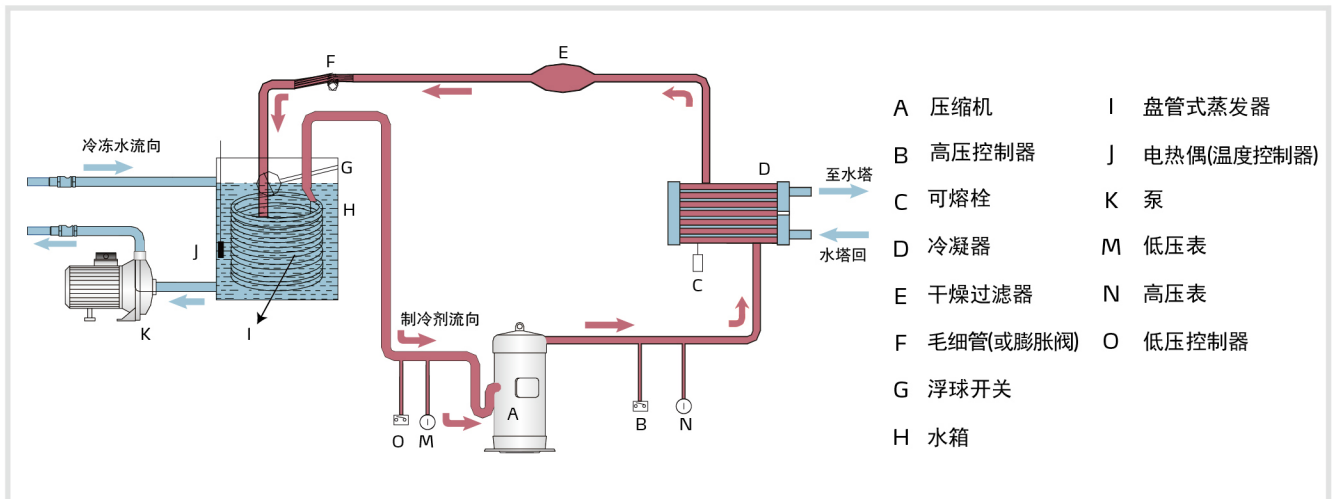 F
E
冷冻水流向
G
D
至水塔
H
J
水塔回
C
K
I
制冷剂流向
A
O
M
B
N
A 压缩机
B 高压控制器
C 可熔栓
D 冷凝器
E 干燥过滤器
F 毛细管(或膨胀阀)
G 浮球开关
H 水箱
I 盘管式蒸发器
J 电热偶(温度控制器)
K 泵
M 低压表
N 高压表
O 低压控制器